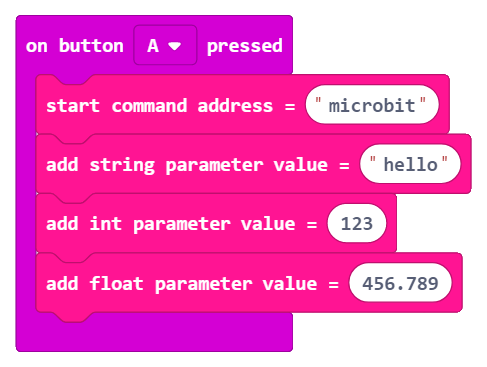 on button A pressed
start command address = "microbit"
add string parameter value = "hello"
add int parameter value = 123
add float parameter value = 456.789